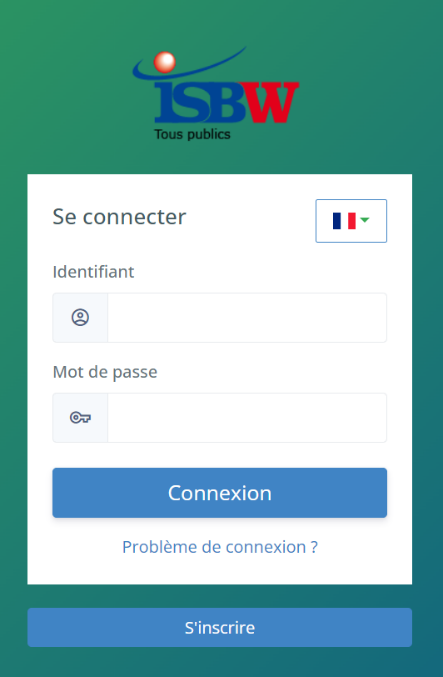 iSBW
Tous publics
Se connecter
Identifiant
Mot de passe
Connexion
Problème de connexion ?
S'inscrire